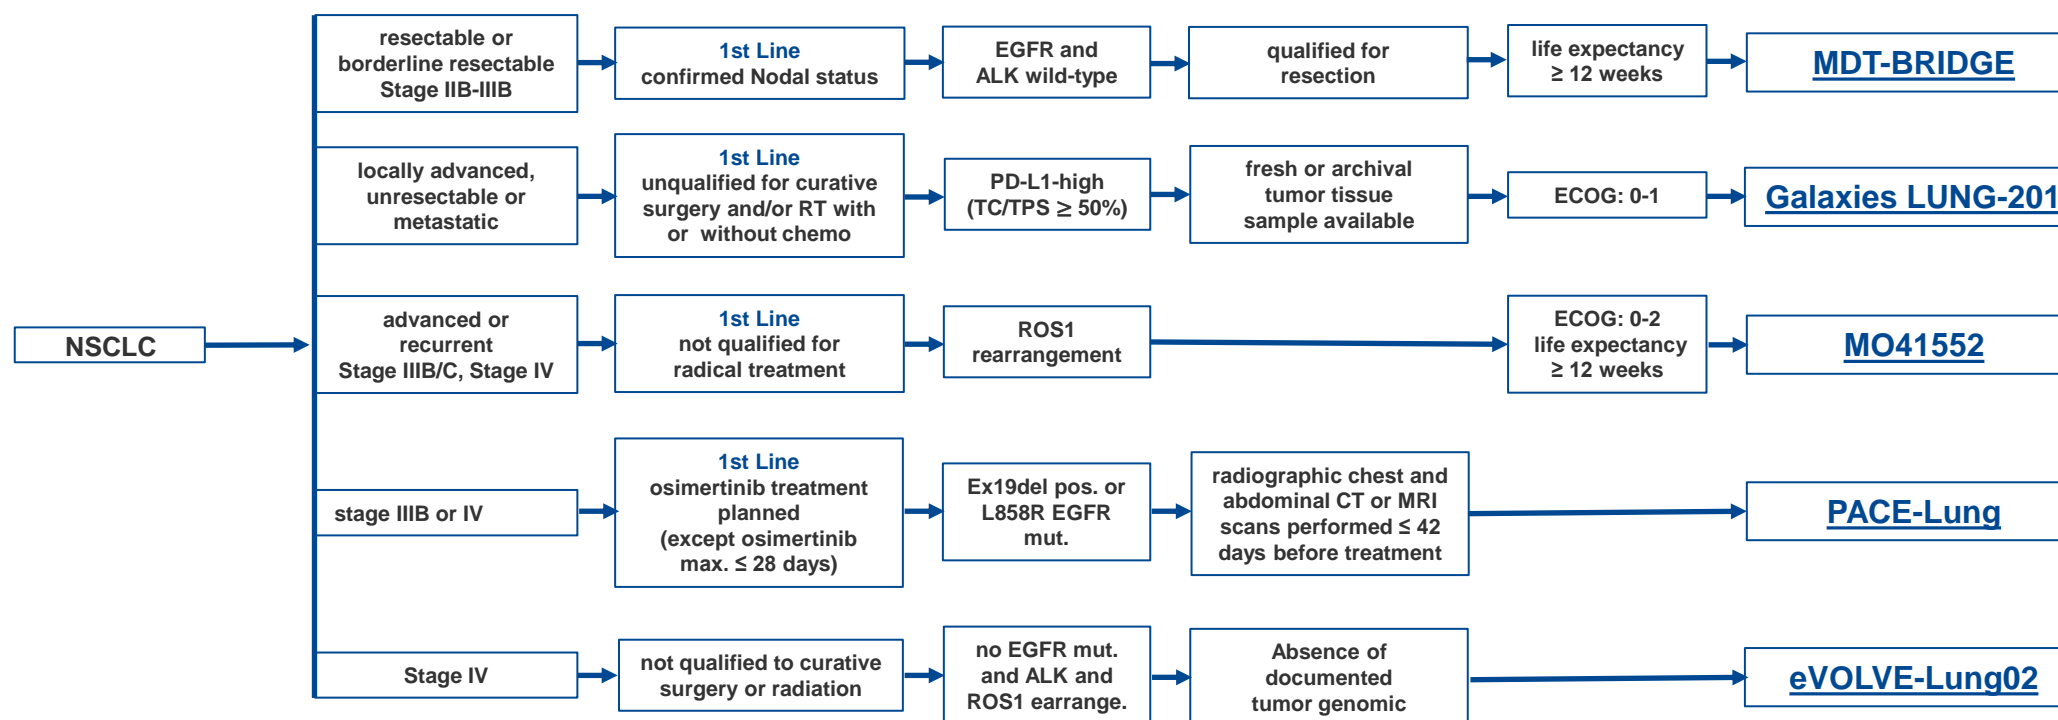 NSCLC
resectable or
borderline resectable
Stage IIB-IIIB
1st Line
confirmed Nodal status
EGFR and
ALK wild-type
qualified for
resection
life expectancy
≥ 12 weeks
MDT-BRIDGE
locally advanced,
unresectable or
metastatic
1st Line
unqualified for curative
surgery and/or RT with
or without chemo
PD-L1-high
(TC/TPS ≥ 50%)
fresh or archival
tumor tissue
sample available
ECOG: 0-1
Galaxies LUNG-201
advanced or
recurrent
Stage IIIB/C, Stage IV
1st Line
not qualified for
radical treatment
ROS1
rearrangement
ECOG: 0-2
life expectancy
≥ 12 weeks
MO41552
stage IIIB or IV
1st Line
osimertinib treatment
planned
(except osimertinib
max. ≤ 28 days)
Ex19del pos. or
L858R EGFR
mut.
radiographic chest and
abdominal CT or MRI
scans performed ≤ 42
days before treatment
PACE-Lung
Stage IV
not qualified to curative
surgery or radiation
no EGFR mut.
and ALK and
ROS1 earrange.
Absence of
documented
tumor genomic
eVOLVE-Lung02